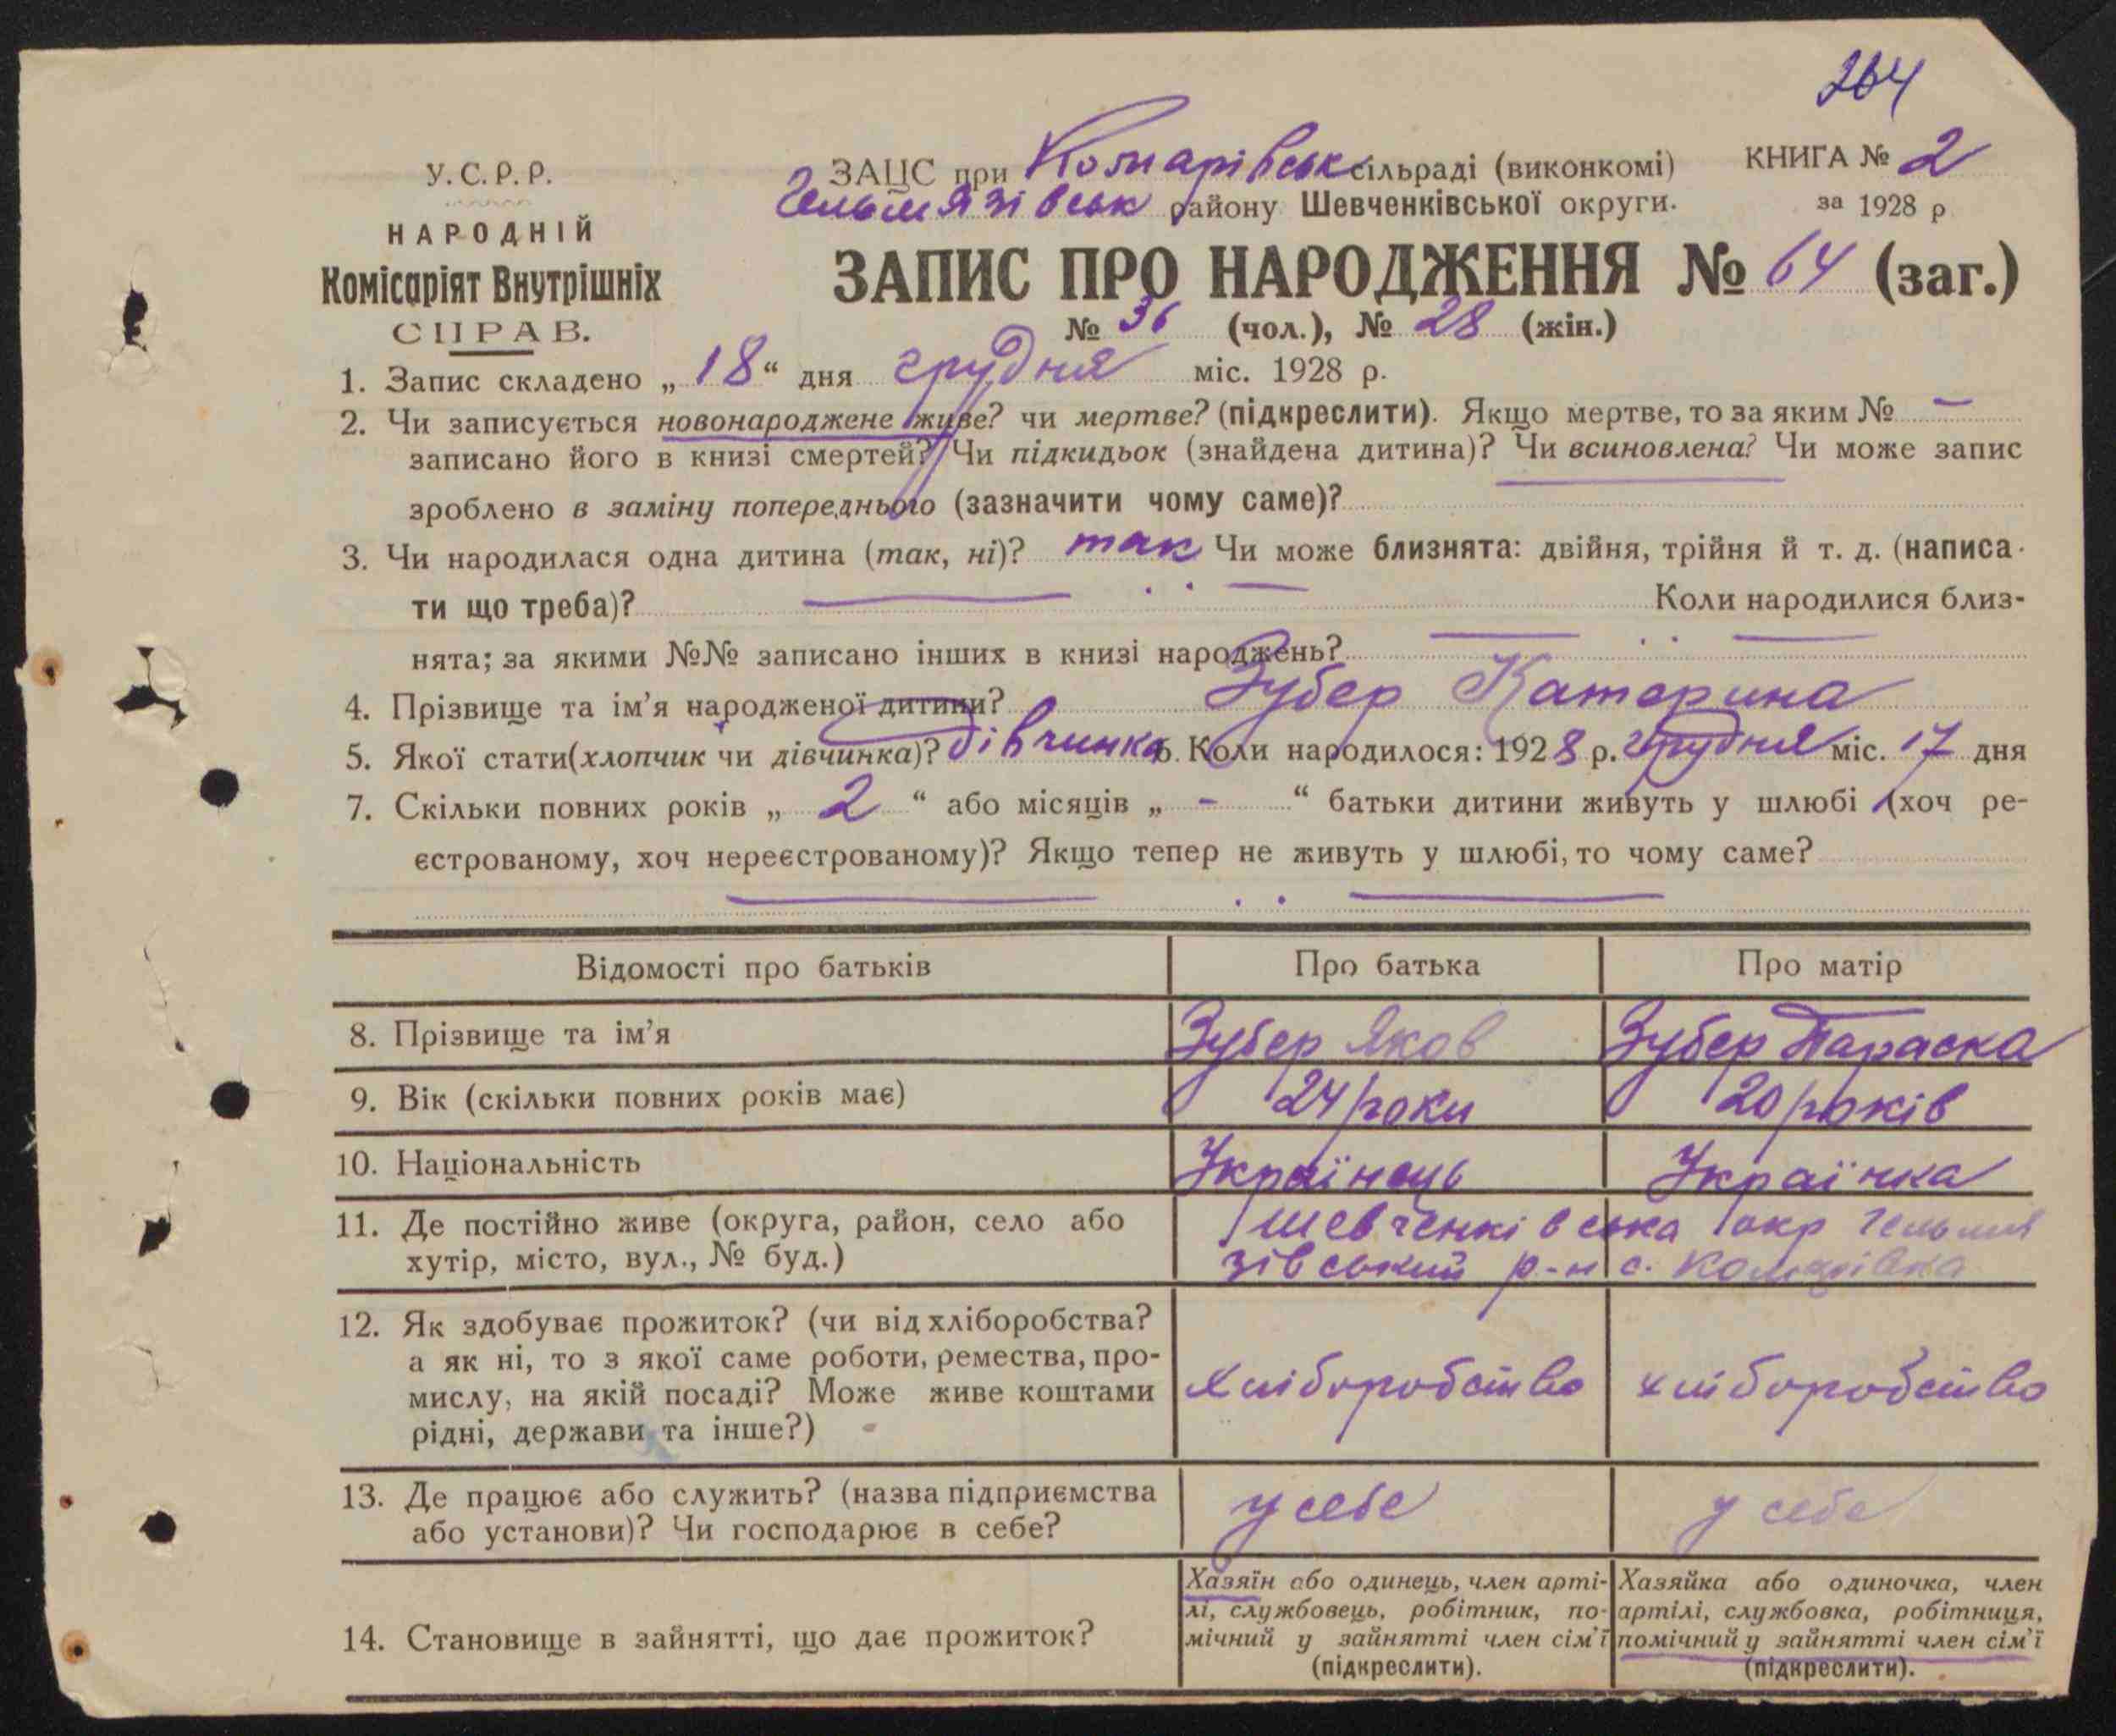 264
У.С.Р.Р.
НАРОДНІЙ
Комісаріят Внутрішніх
СПРАВ.
ЗАЦС при Комарівськ сільраді (виконкомі)
Гельмязівськ району Шевченківської округи.
КНИГА № 2
за 1928 р
ЗАПИС ПРО НАРОДЖЕННЯ № 64 (заг.)
№ 36 (чол.), № 28 (жін.)
1. Запис складено „18“ дня грудня міс. 1928 р.
2. Чи записується новонароджене живе? чи мертве? (підкреслити). Якщо мертве, то за яким № -
записано його в книзі смертей? Чи підкидьок (знайдена дитина)? Чи всиновлена? Чи може запис
зроблено в заміну попереднього (зазначити чому саме)?
3. Чи народилася одна дитина (так, ні)? так Чи може близнята: двійня, трійня й т. д. (написа-
ти що треба)? Коли народилися близ-
нята; за якими №№ записано інших в книзі народжень?
4. Прізвище та ім’я народженої дитини? Зубер Катерина
5. Якої стати (хлопчик чи дівчинка)? дівчинка 6. Коли народилося: 1928 р. грудня міс. 17 дня
7. Скільки повних років „2“ або місяців „-“ батьки дитини живуть у шлюбі (хоч ре-
єстрованому, хоч нереєстрованому)? Якщо тепер не живуть у шлюбі, то чому саме?
Відомості про батьків Про батька Про матір
8. Прізвище та ім’я Зубер Яков Зубер Параска
9. Вік (скільки повних років має) 24 роки 20 років
10. Національність Українець Українка
11. Де постійно живе (округа, район, село або Шевченківська окр Гельмя
хутір, місто, вул., № буд.) зівський р-н с. Комарівка
12. Як здобуває прожиток? (чи від хліборобства?
а як ні, то з якої саме роботи, ремества, про-
мислу, на якій посаді? Може живе коштами хліборобство хліборобство
рідні, держави та інше?)
13. Де працює або служить? (назва підприємства у себе у себе
або установи)? Чи господарює в себе?
14. Становище в зайнятті, що дає прожиток?
Хазяїн або одинець, член арті-
лі, службовець, робітник, по-
мічний у зайнятті член сім’ї
(підкреслити).
Хазяйка або одиночка, член
артілі, службовка, робітниця,
помічний у зайнятті член сім’ї
(підкреслити).